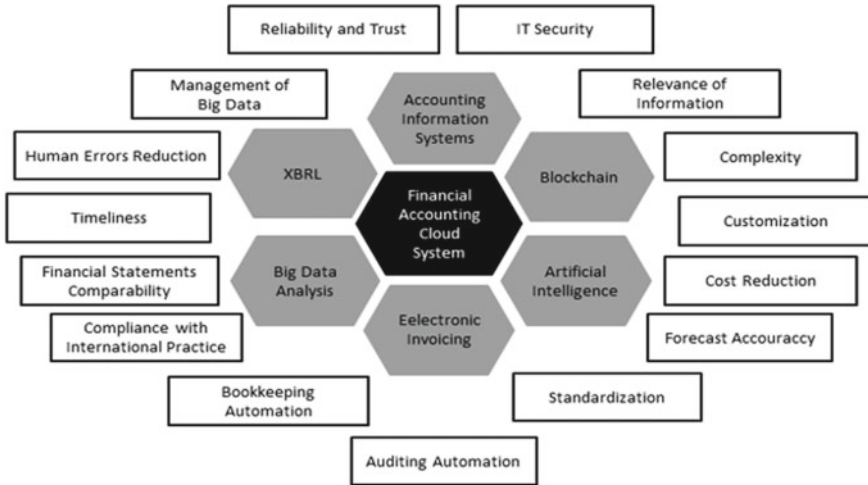 Reliability and Trust
IT Security
Management of
Big Data
Accounting
Information
Systems
Relevance of
Information
Human Errors Reduction
XBRL
Blockchain
Complexity
Financial
Accounting
Cloud
System
Timeliness
Customization
Financial Statements
Comparability
Big Data
Analysis
Artificial
Intelligence
Cost Reduction
Compliance with
International Practice
Eelectronic
Invoicing
Forecast Accouraccy
Bookkeeping
Automation
Standardization
Auditing Automation